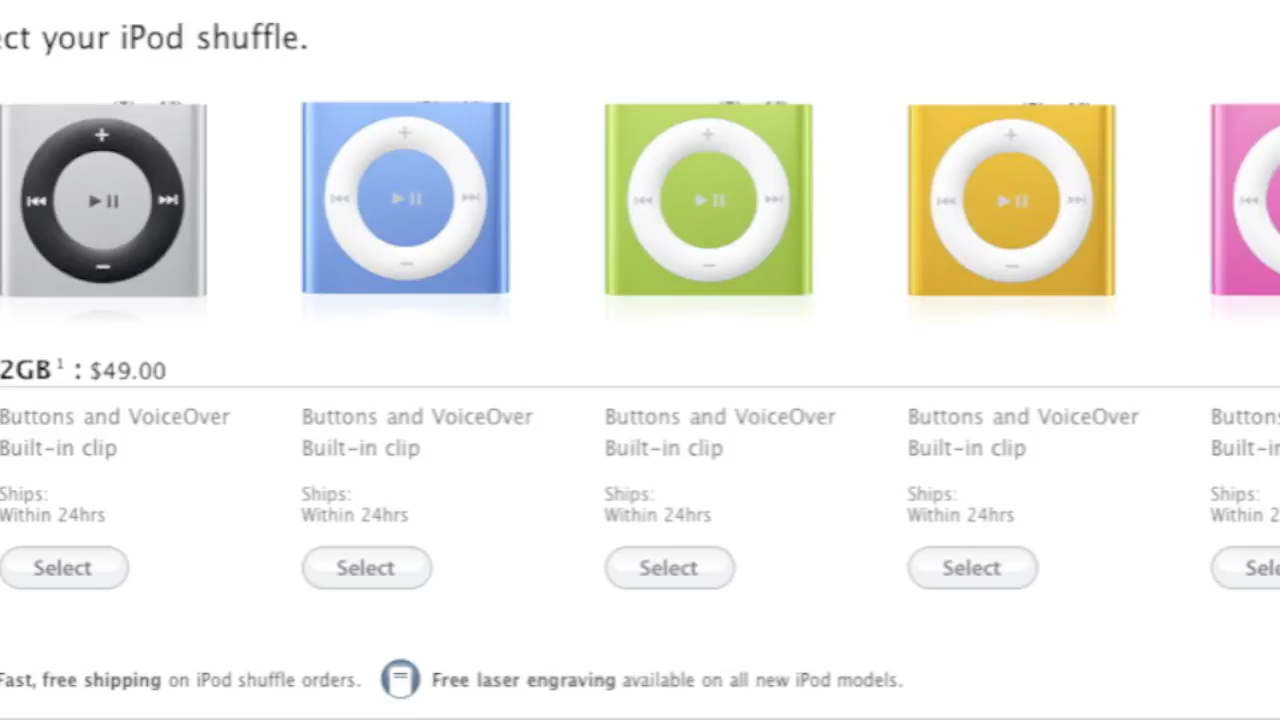 ect your iPod shuffle.
2GB¹ : $49.00
Buttons and VoiceOver
Built-in clip
Ships:
Within 24hrs
Select
Buttons and VoiceOver
Built-in clip
Ships:
Within 24hrs
Select
Buttons and VoiceOver
Built-in clip
Ships:
Within 24hrs
Select
Buttons and VoiceOver
Built-in clip
Ships:
Within 24hrs
Select
Buttons
Built-in
Ships:
Within 2
Sele
Fast, free shipping on iPod shuffle orders.
Free laser engraving available on all new iPod models.